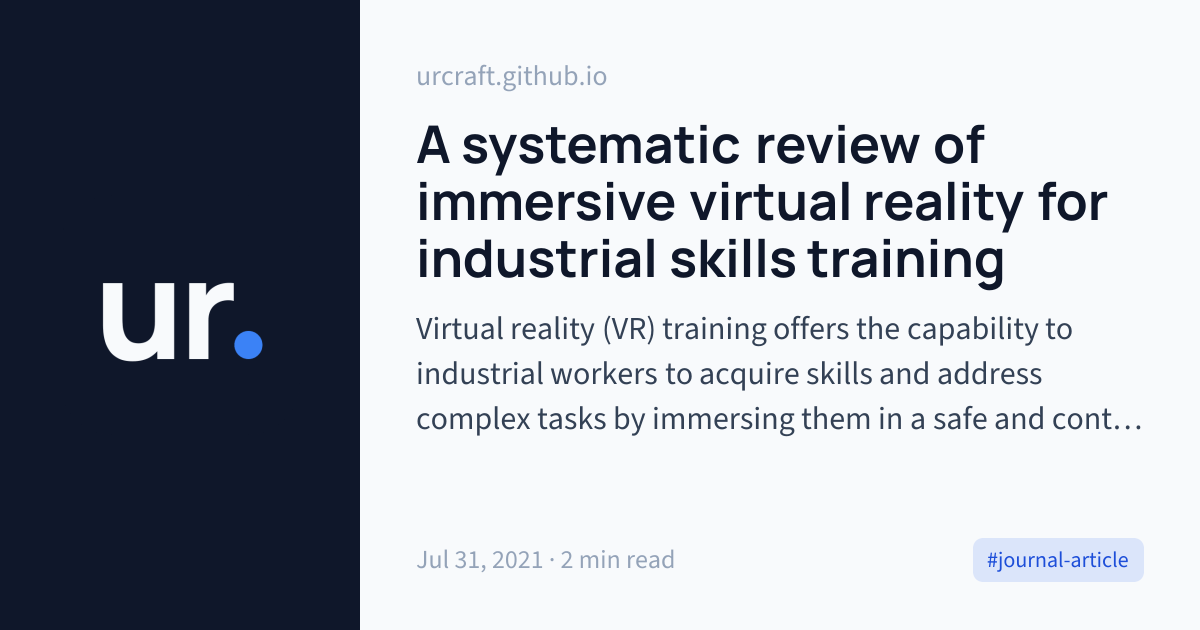 ur.
urcraft.github.io
A systematic review of
immersive virtual reality for
industrial skills training
Virtual reality (VR) training offers the capability to
industrial workers to acquire skills and address
complex tasks by immersing them in a safe and cont…
Jul 31, 2021 · 2 min read
#journal-article